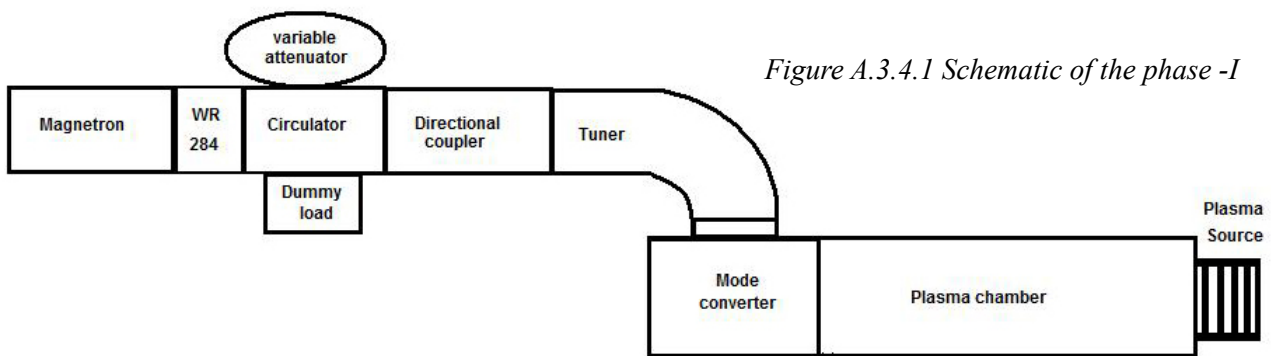 variable
attenuator
Figure A.3.4.1 Schematic of the phase -I
Magnetron
WR
284
Circulator
Directional
coupler
Tuner
Dummy
load
Plasma
Source
Mode
converter
Plasma chamber